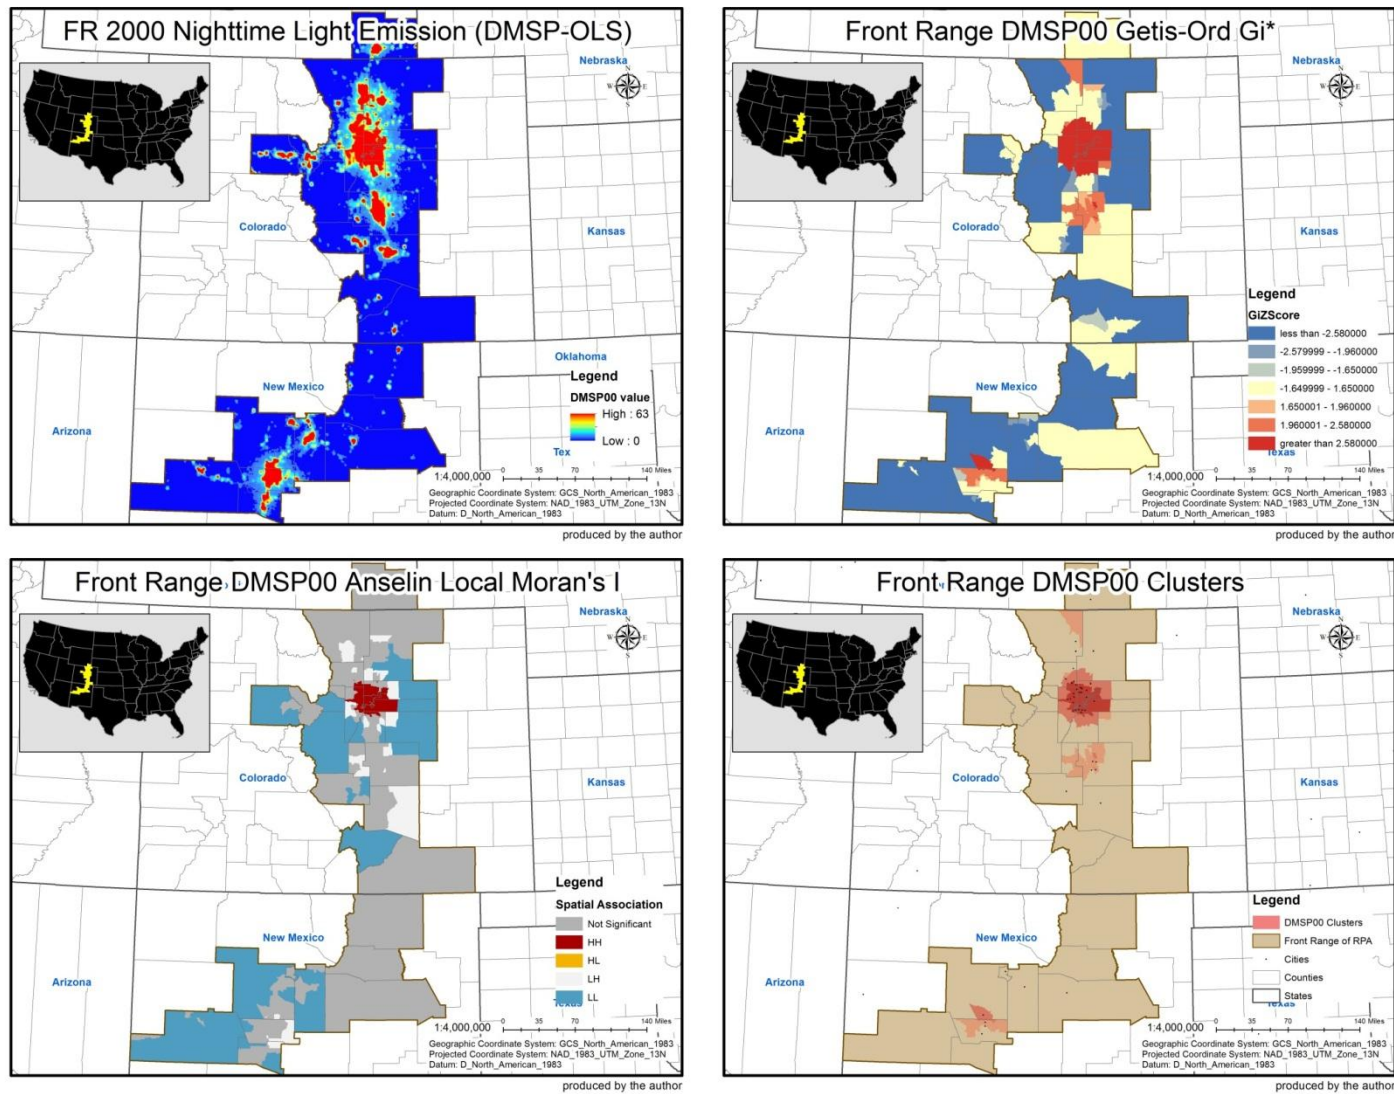 FR 2000 Nighttime Light Emission (DMSP-OLS)
Nebraska
N
W E
S
Colorado
Kansas
Oklahoma
New Mexico
Arizona
Tex
Legend
DMSP00 value
High : 63
Low : 0
1:4,000,000
0 35 70 140 Miles
Geographic Coordinate System: GCS_North_American_1983
Projected Coordinate System: NAD_1983_UTM_Zone_13N
Datum: D_North_American_1983
produced by the author
Front Range DMSP00 Getis-Ord Gi*
Nebraska
N
W E
S
Colorado
Kansas
New Mexico
Arizona
Texas
Legend
GiZScore
less than -2.580000
-2.579999 - -1.960000
-1.959999 - -1.650000
-1.649999 - 1.650000
1.650001 - 1.960000
1.960001 - 2.580000
greater than 2.580000
1:4,000,000
0 35 70 140 Miles
Geographic Coordinate System: GCS_North_American_1983
Projected Coordinate System: NAD_1983_UTM_Zone_13N
Datum: D_North_American_1983
produced by the author
Front Range DMSP00 Anselin Local Moran's I
Nebraska
N
W E
S
Colorado
Kansas
New Mexico
Arizona
Legend
Spatial Association
Not Significant
HH
HL
LH
LL
Texas
1:4,000,000
0 35 70 140 Miles
Geographic Coordinate System: GCS_North_American_1983
Projected Coordinate System: NAD_1983_UTM_Zone_13N
Datum: D_North_American_1983
produced by the author
Front Range DMSP00 Clusters
Nebraska
N
W E
S
Colorado
Kansas
New Mexico
Arizona
Legend
DMSP00 Clusters
Front Range of RPA
Cities
Counties
States
Texas
1:4,000,000
0 35 70 140 Miles
Geographic Coordinate System: GCS_North_American_1983
Projected Coordinate System: NAD_1983_UTM_Zone_13N
Datum: D_North_American_1983
produced by the author